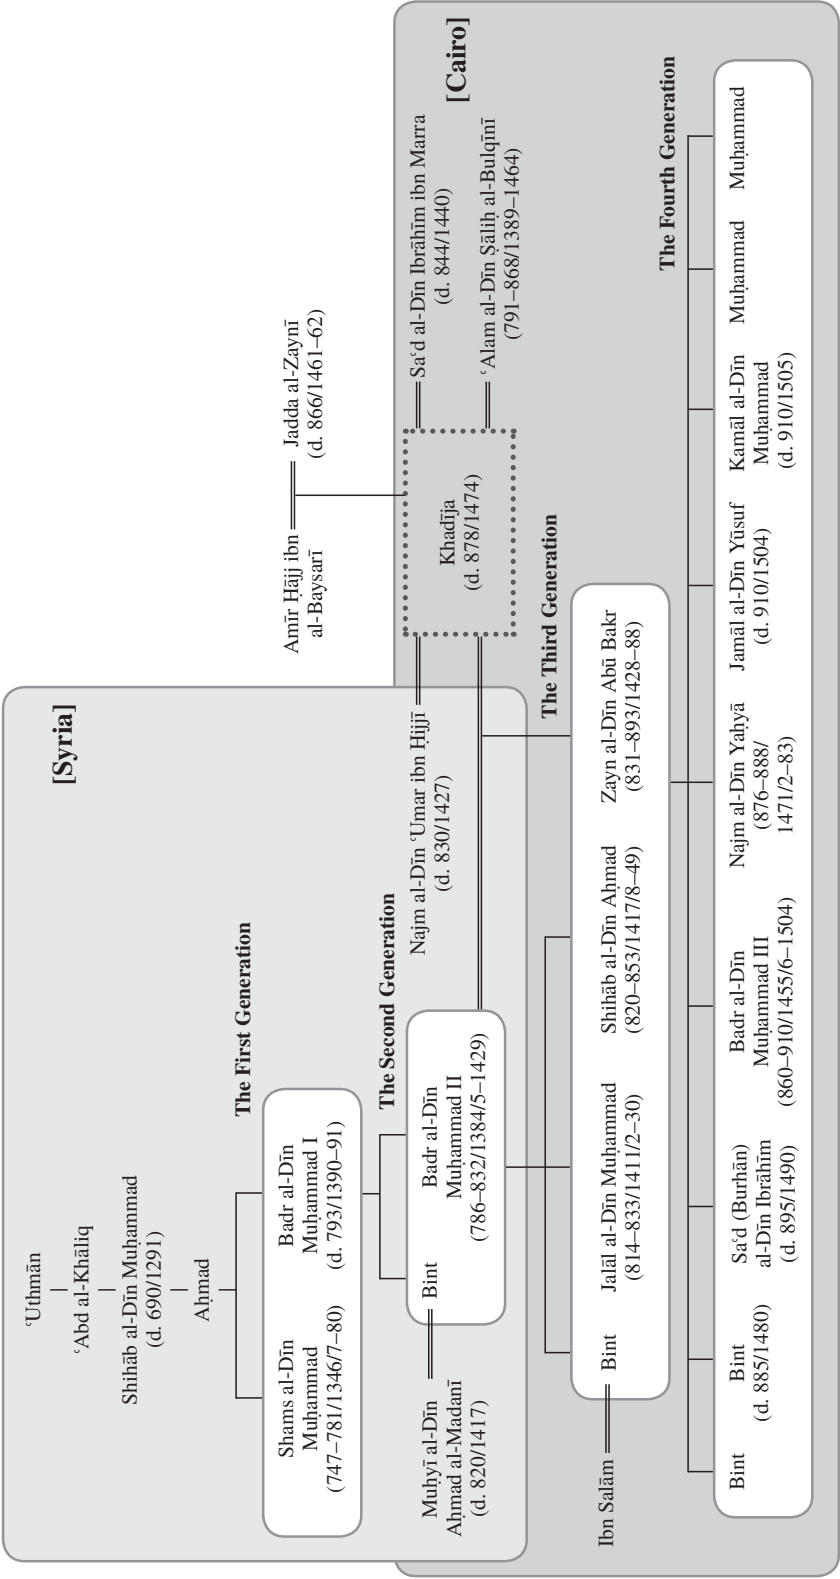 [Syria]
ʿUthmān
ʿAbd al-Khāliq
Shihāb al-Dīn Muḥammad
(d. 690/1291)
Aḥmad
The First Generation
Shams al-Dīn
Muḥammad
(747–781/1346/7–80)
Badr al-Dīn
Muḥammad I
(d. 793/1390–91)
Amīr Ḥājj ibn
al-Baysarī
Jadda al-Zaynī
(d. 866/1461–62)
The Second Generation
Muḥyī al-Dīn
Aḥmad al-Madanī
(d. 820/1417)
Bint
Badr al-Dīn
Muḥammad II
(786–832/1384/5–1429)
Najm al-Dīn ʿUmar ibn Ḥijjī
(d. 830/1427)
Khadīja
(d. 878/1474)
Saʿd al-Dīn Ibrāhīm ibn Marra
(d. 844/1440)
ʿAlam al-Dīn Ṣāliḥ al-Bulqīnī
(791–868/1389–1464)
[Cairo]
The Third Generation
Ibn Salām
Bint
Jalāl al-Dīn Muḥammad
(814–833/1411/2–30)
Shihāb al-Dīn Aḥmad
(820–853/1417/8–49)
Zayn al-Dīn Abū Bakr
(831–893/1428–88)
The Fourth Generation
Bint
Bint
(d. 885/1480)
Saʿd (Burhān)
al-Dīn Ibrāhīm
(d. 895/1490)
Badr al-Dīn
Muḥammad III
(860–910/1455/6–1504)
Najm al-Dīn Yaḥyā
(876–888/
1471/2–83)
Jamāl al-Dīn Yūsuf
(d. 910/1504)
Kamāl al-Dīn
Muḥammad
(d. 910/1505)
Muḥammad
Muḥammad